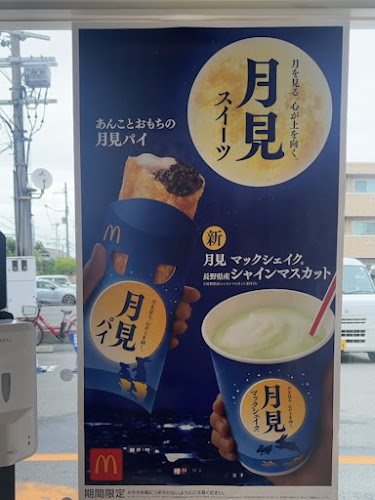 月を見る。心が上を向く。
月見
スイーツ
あんことおもちの
月見パイ
新
月見 マックシェイク®
長野県産シャインマスカット
月見
パイ
月見
マックシェイク®
期間限定